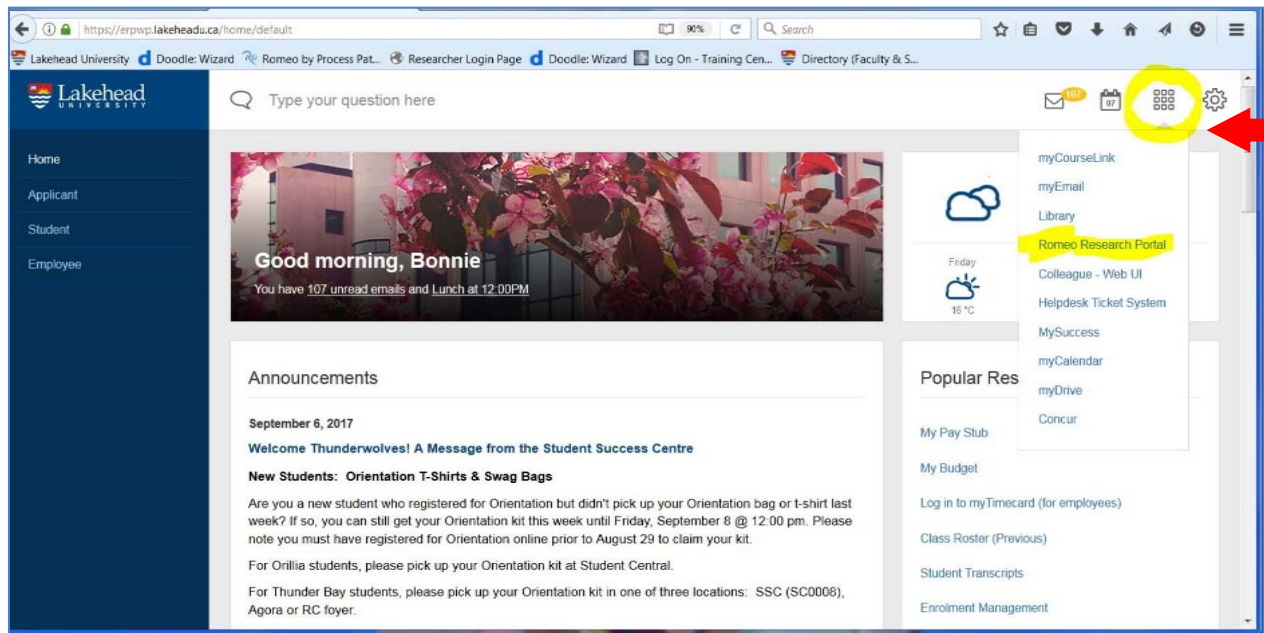 https://erpwp.lakeheadu.ca/home/default
90%
Search
Lakehead University
Doodle: Wizard
Romeo by Process Pat...
Researcher Login Page
Doodle: Wizard
Log On - Training Cen...
Directory (Faculty & S...
Lakehead
UNIVERSITY
Type your question here
107
07
Home
Applicant
Student
Employee
Good morning, Bonnie
You have 107 unread emails and Lunch at 12:00PM
Friday
16 °C
myCourseLink
myEmail
Library
Romeo Research Portal
Colleague - Web UI
Helpdesk Ticket System
MySuccess
myCalendar
myDrive
Concur
Announcements
September 6, 2017
Welcome Thunderwolves! A Message from the Student Success Centre
New Students: Orientation T-Shirts & Swag Bags
Are you a new student who registered for Orientation but didn't pick up your Orientation bag or t-shirt last
week? If so, you can still get your Orientation kit this week until Friday, September 8 @ 12:00 pm. Please
note you must have registered for Orientation online prior to August 29 to claim your kit.
For Orillia students, please pick up your Orientation kit at Student Central.
For Thunder Bay students, please pick up your Orientation kit in one of three locations: SSC (SC0008),
Agora or RC foyer.
Popular Res
My Pay Stub
My Budget
Log in to myTimecard (for employees)
Class Roster (Previous)
Student Transcripts
Enrolment Management